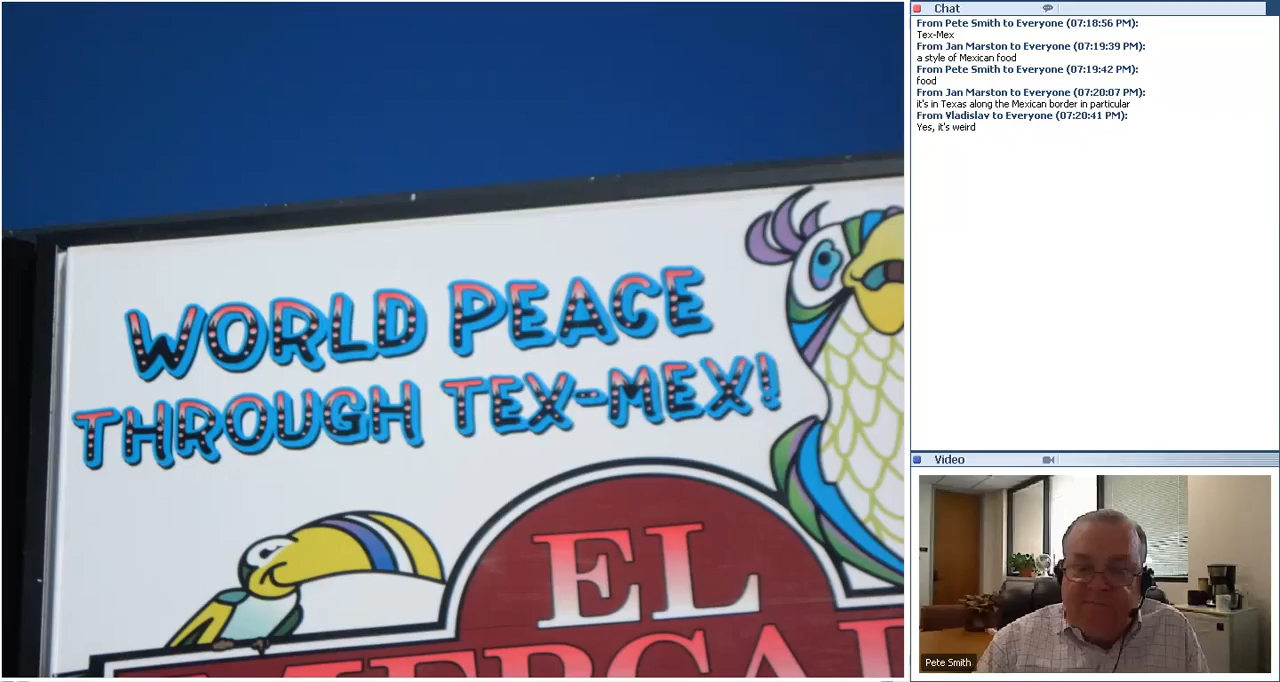 WORLD PEACE
THROUGH TEX-MEX!
EL
Chat
From Pete Smith to Everyone (07:18:56 PM):
Tex-Mex
From Jan Marston to Everyone (07:19:39 PM):
a style of Mexican food
From Pete Smith to Everyone (07:19:42 PM):
food
From Jan Marston to Everyone (07:20:07 PM):
it's in Texas along the Mexican border in particular
From Vladislav to Everyone (07:20:41 PM):
Yes, it's weird
Video
Pete Smith